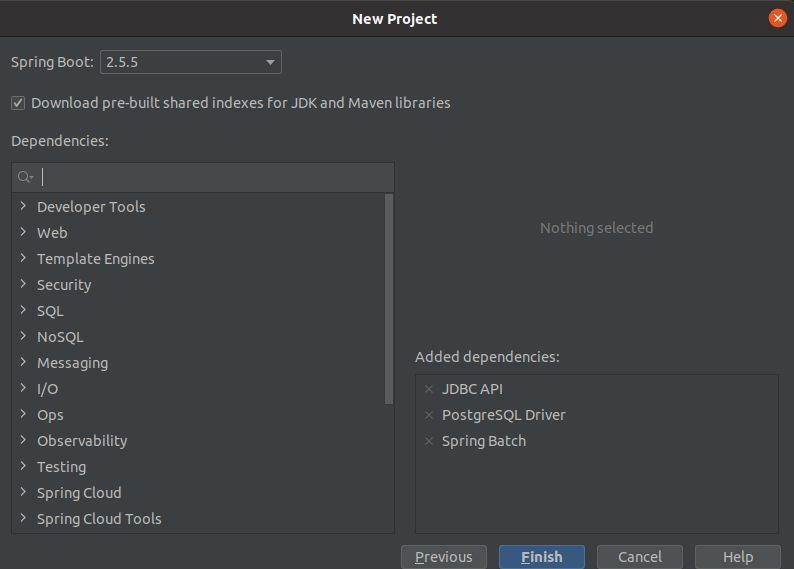 New Project
Spring Boot: 2.5.5
Download pre-built shared indexes for JDK and Maven libraries
Dependencies:
Developer Tools
Web
Template Engines
Security
SQL
NoSQL
Messaging
I/O
Ops
Observability
Testing
Spring Cloud
Spring Cloud Tools
Nothing selected
Added dependencies:
JDBC API
PostgreSQL Driver
Spring Batch
Previous Finish Cancel Help